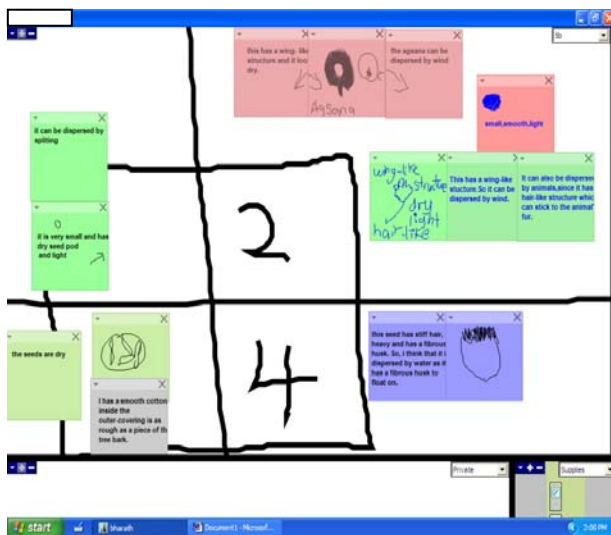 5b
this has a wing- like
structure and it loo
dry.
Agsana
the agsana can be
dispersed by wind
small,smooth,light
it can be dispersed by
splitting
wing-like
structure
dry
light
hair-like
This has a wing-like
stucture.So it can be
dispersed by wind.
It can also be disperse
by animals,since it has
hair-like structure whic
can stick to the animal
fur.
it is very small and has
dry seed pod
and light
2
the seeds are dry
I has a smooth cotton
inside the
outer-covering is as
rough as a piece of th
tree bark.
4
this seed has stiff hair,
heavy and has a fibrous
husk. So, i think that it i
dispersed by water as it
has a fibrous husk to
float on.
Private
Supplies
start
bharath
Document1 - Microsof...
2:00 PM